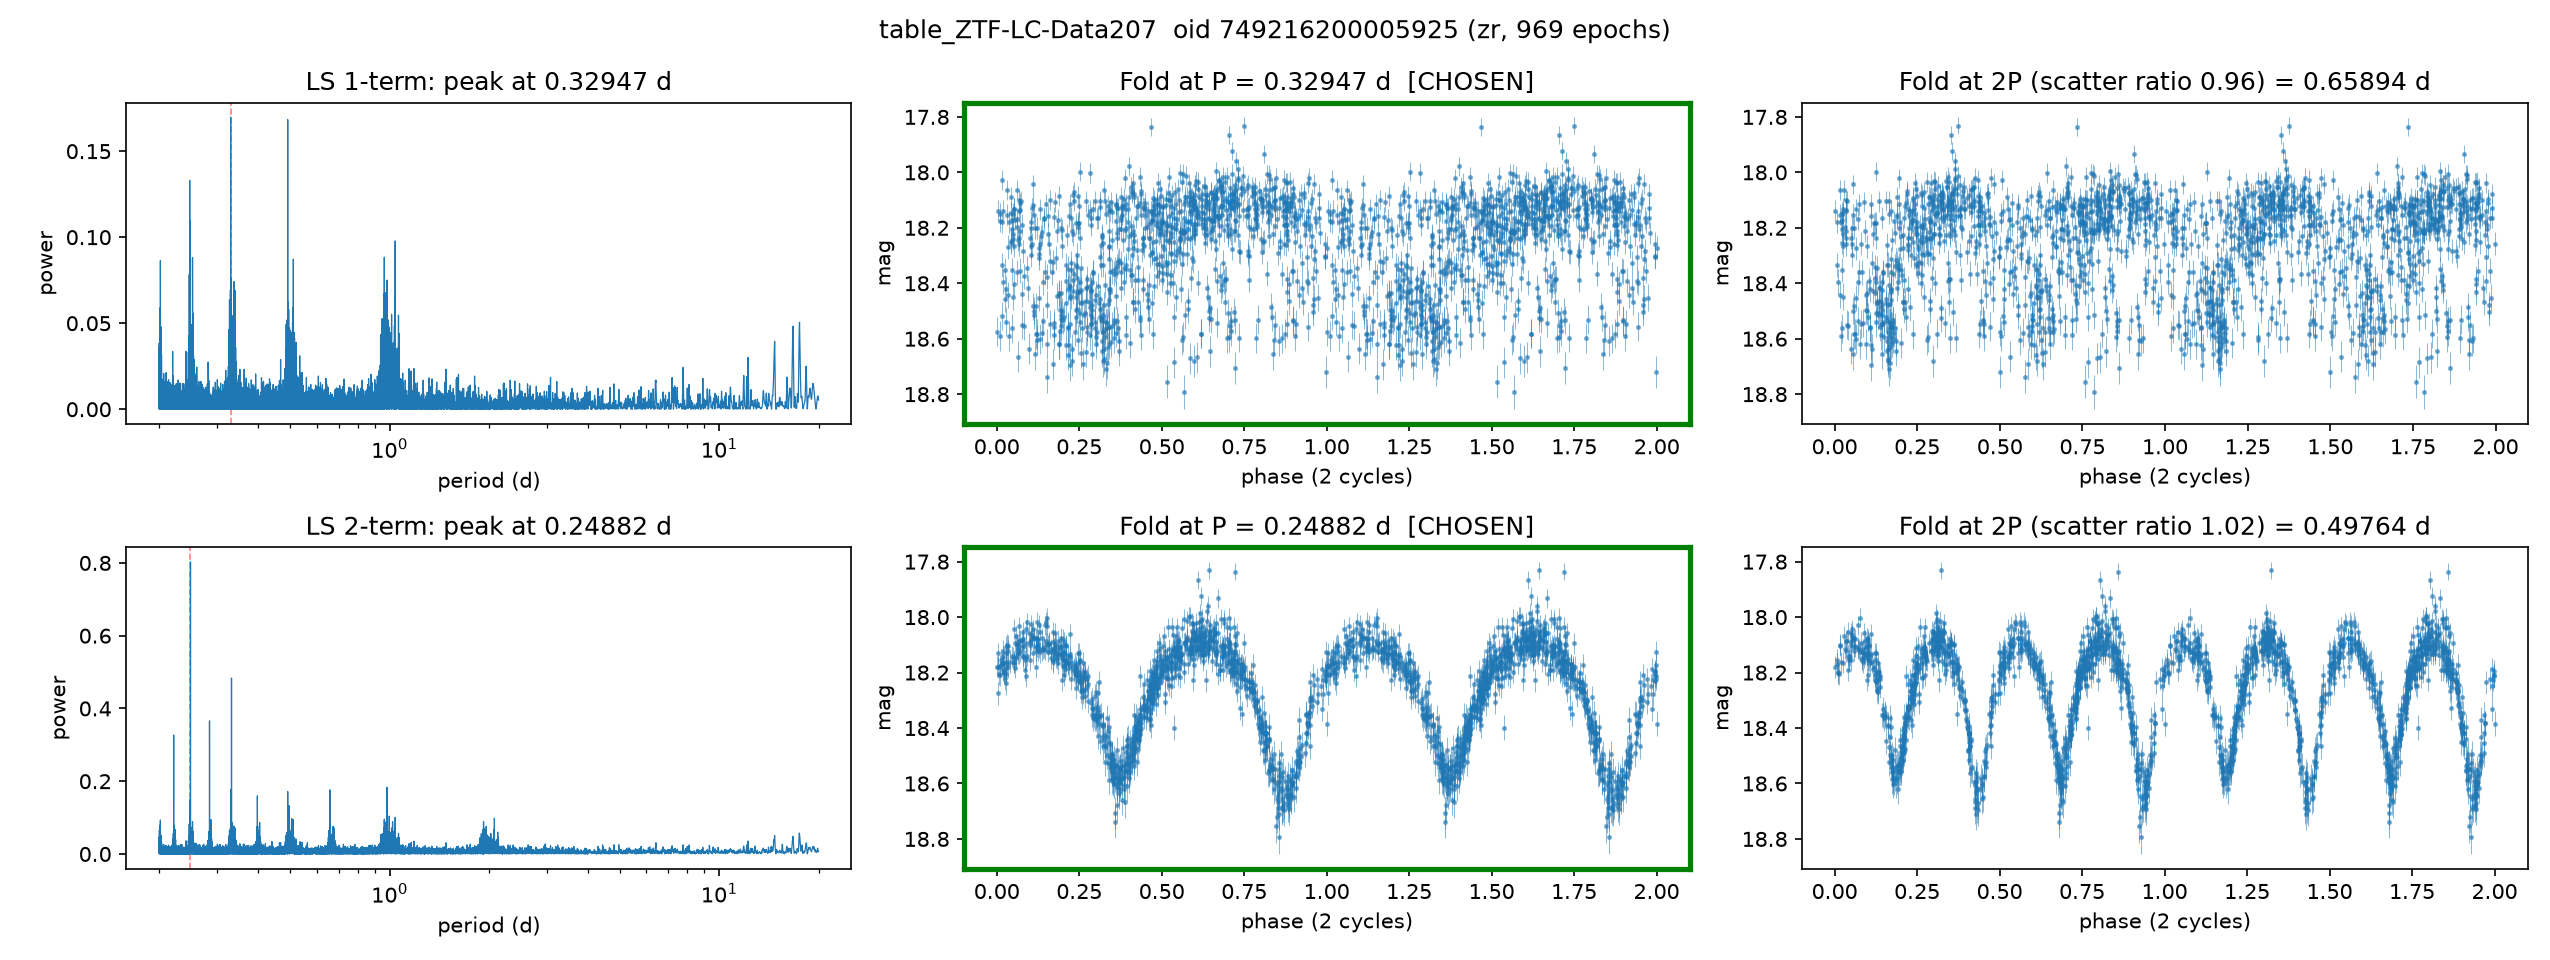 table_ZTF-LC-Data207 oid 749216200005925 (zr, 969 epochs)
LS 1-term: peak at 0.32947 d
Fold at P = 0.32947 d [CHOSEN]
Fold at 2P (scatter ratio 0.96) = 0.65894 d
power
0.15
0.10
0.05
0.00
10⁰
10¹
period (d)
mag
17.8
18.0
18.2
18.4
18.6
18.8
0.00 0.25 0.50 0.75 1.00 1.25 1.50 1.75 2.00
phase (2 cycles)
mag
17.8
18.0
18.2
18.4
18.6
18.8
0.00 0.25 0.50 0.75 1.00 1.25 1.50 1.75 2.00
phase (2 cycles)
LS 2-term: peak at 0.24882 d
Fold at P = 0.24882 d [CHOSEN]
Fold at 2P (scatter ratio 1.02) = 0.49764 d
power
0.8
0.6
0.4
0.2
0.0
10⁰
10¹
period (d)
mag
17.8
18.0
18.2
18.4
18.6
18.8
0.00 0.25 0.50 0.75 1.00 1.25 1.50 1.75 2.00
phase (2 cycles)
mag
17.8
18.0
18.2
18.4
18.6
18.8
0.00 0.25 0.50 0.75 1.00 1.25 1.50 1.75 2.00
phase (2 cycles)